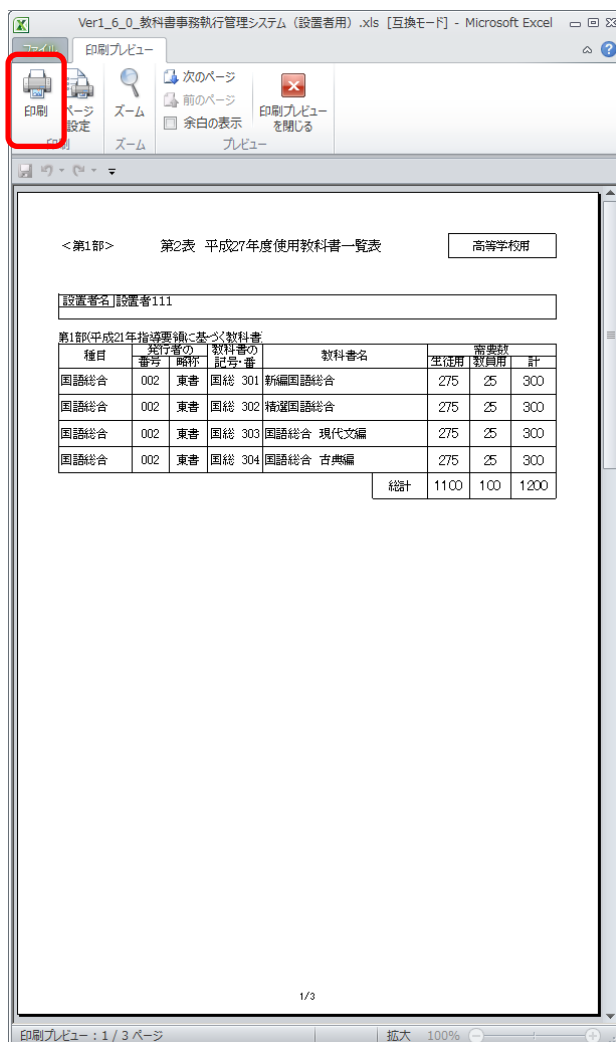 Ver1_6_0_教科書事務執行管理システム（設置者用）.xls [互換モード] - Microsoft Excel
ファイル 印刷プレビュー
印刷 ページ設定 ズーム 次のページ 前のページ 余白の表示 印刷プレビューを閉じる
印刷 ズーム プレビュー
<第1部> 第2表 平成27年度使用教科書一覧表 高等学校用
設置者名 設置者111
第1部(平成21年指導要領に基づく教科書
種目 発行者の 教科書の 教科書名 需要数
番号 略称 記号・番 生徒用 教員用 計
国語総合 002 東書 国総 301 新編国語総合 275 25 300
国語総合 002 東書 国総 302 精選国語総合 275 25 300
国語総合 002 東書 国総 303 国語総合 現代文編 275 25 300
国語総合 002 東書 国総 304 国語総合 古典編 275 25 300
総計 1100 100 1200
1/3
印刷プレビュー：1 / 3 ページ 拡大 100%